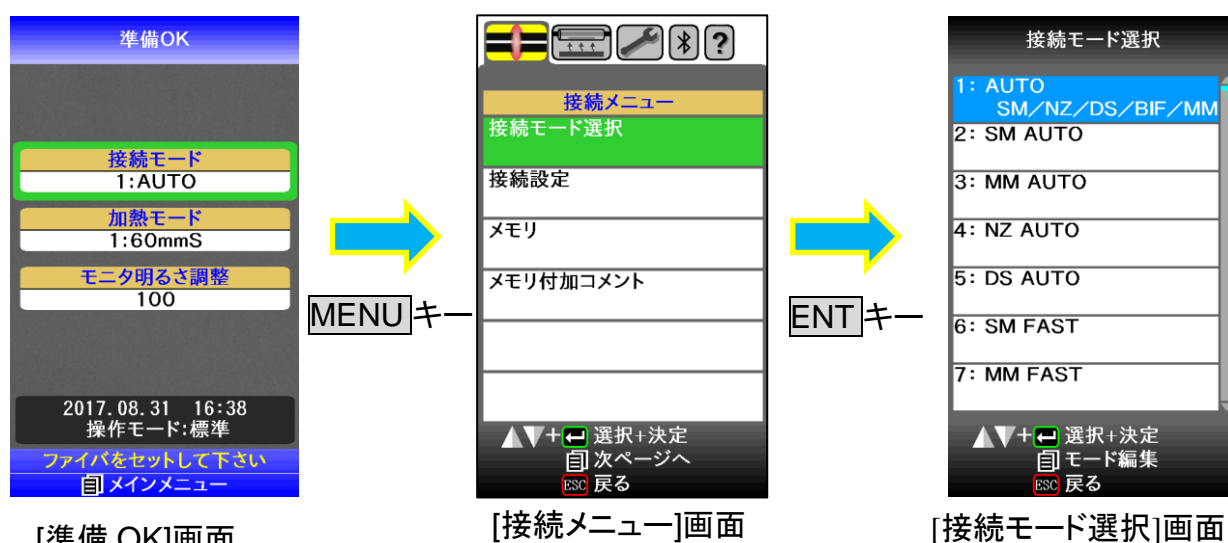 準備OK
接続モード
1:AUTO
加熱モード
1:60mmS
モニタ明るさ調整
100
2017.08.31 16:38
操作モード:標準
ファイバをセットして下さい
メインメニュー
[準備 OK]画面
MENU キー
?
接続メニュー
接続モード選択
接続設定
メモリ
メモリ付加コメント
▲▼+ 選択+決定
次ページへ
ESC 戻る
[接続メニュー]画面
ENT キー
接続モード選択
1: AUTO
SM/NZ/DS/BIF/MM
2: SM AUTO
3: MM AUTO
4: NZ AUTO
5: DS AUTO
6: SM FAST
7: MM FAST
▲▼+ 選択+決定
モード編集
ESC 戻る
[接続モード選択]画面